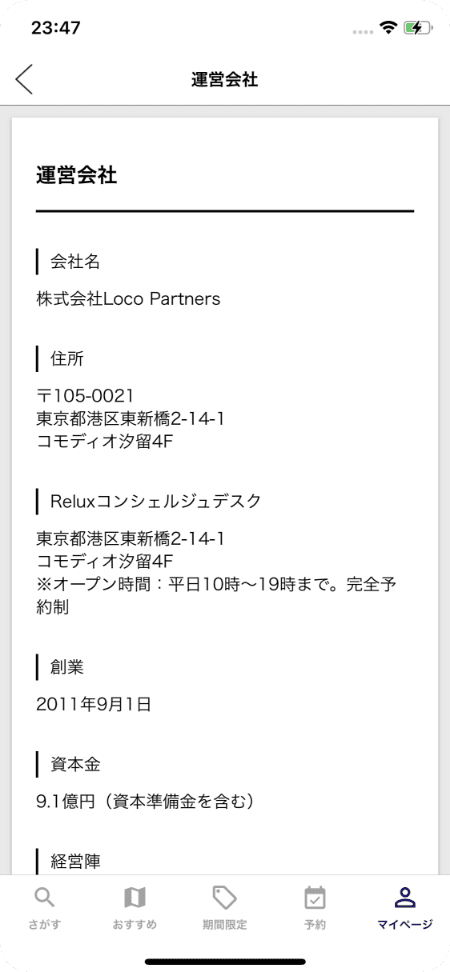 23:47
運営会社
運営会社
会社名
株式会社Loco Partners
住所
〒105-0021
東京都港区東新橋2-14-1
コモディオ汐留4F
Reluxコンシェルジュデスク
東京都港区東新橋2-14-1
コモディオ汐留4F
※オープン時間：平日10時〜19時まで。完全予
約制
創業
2011年9月1日
資本金
9.1億円（資本準備金を含む）
経営陣
さがす
おすすめ
期間限定
予約
マイページ